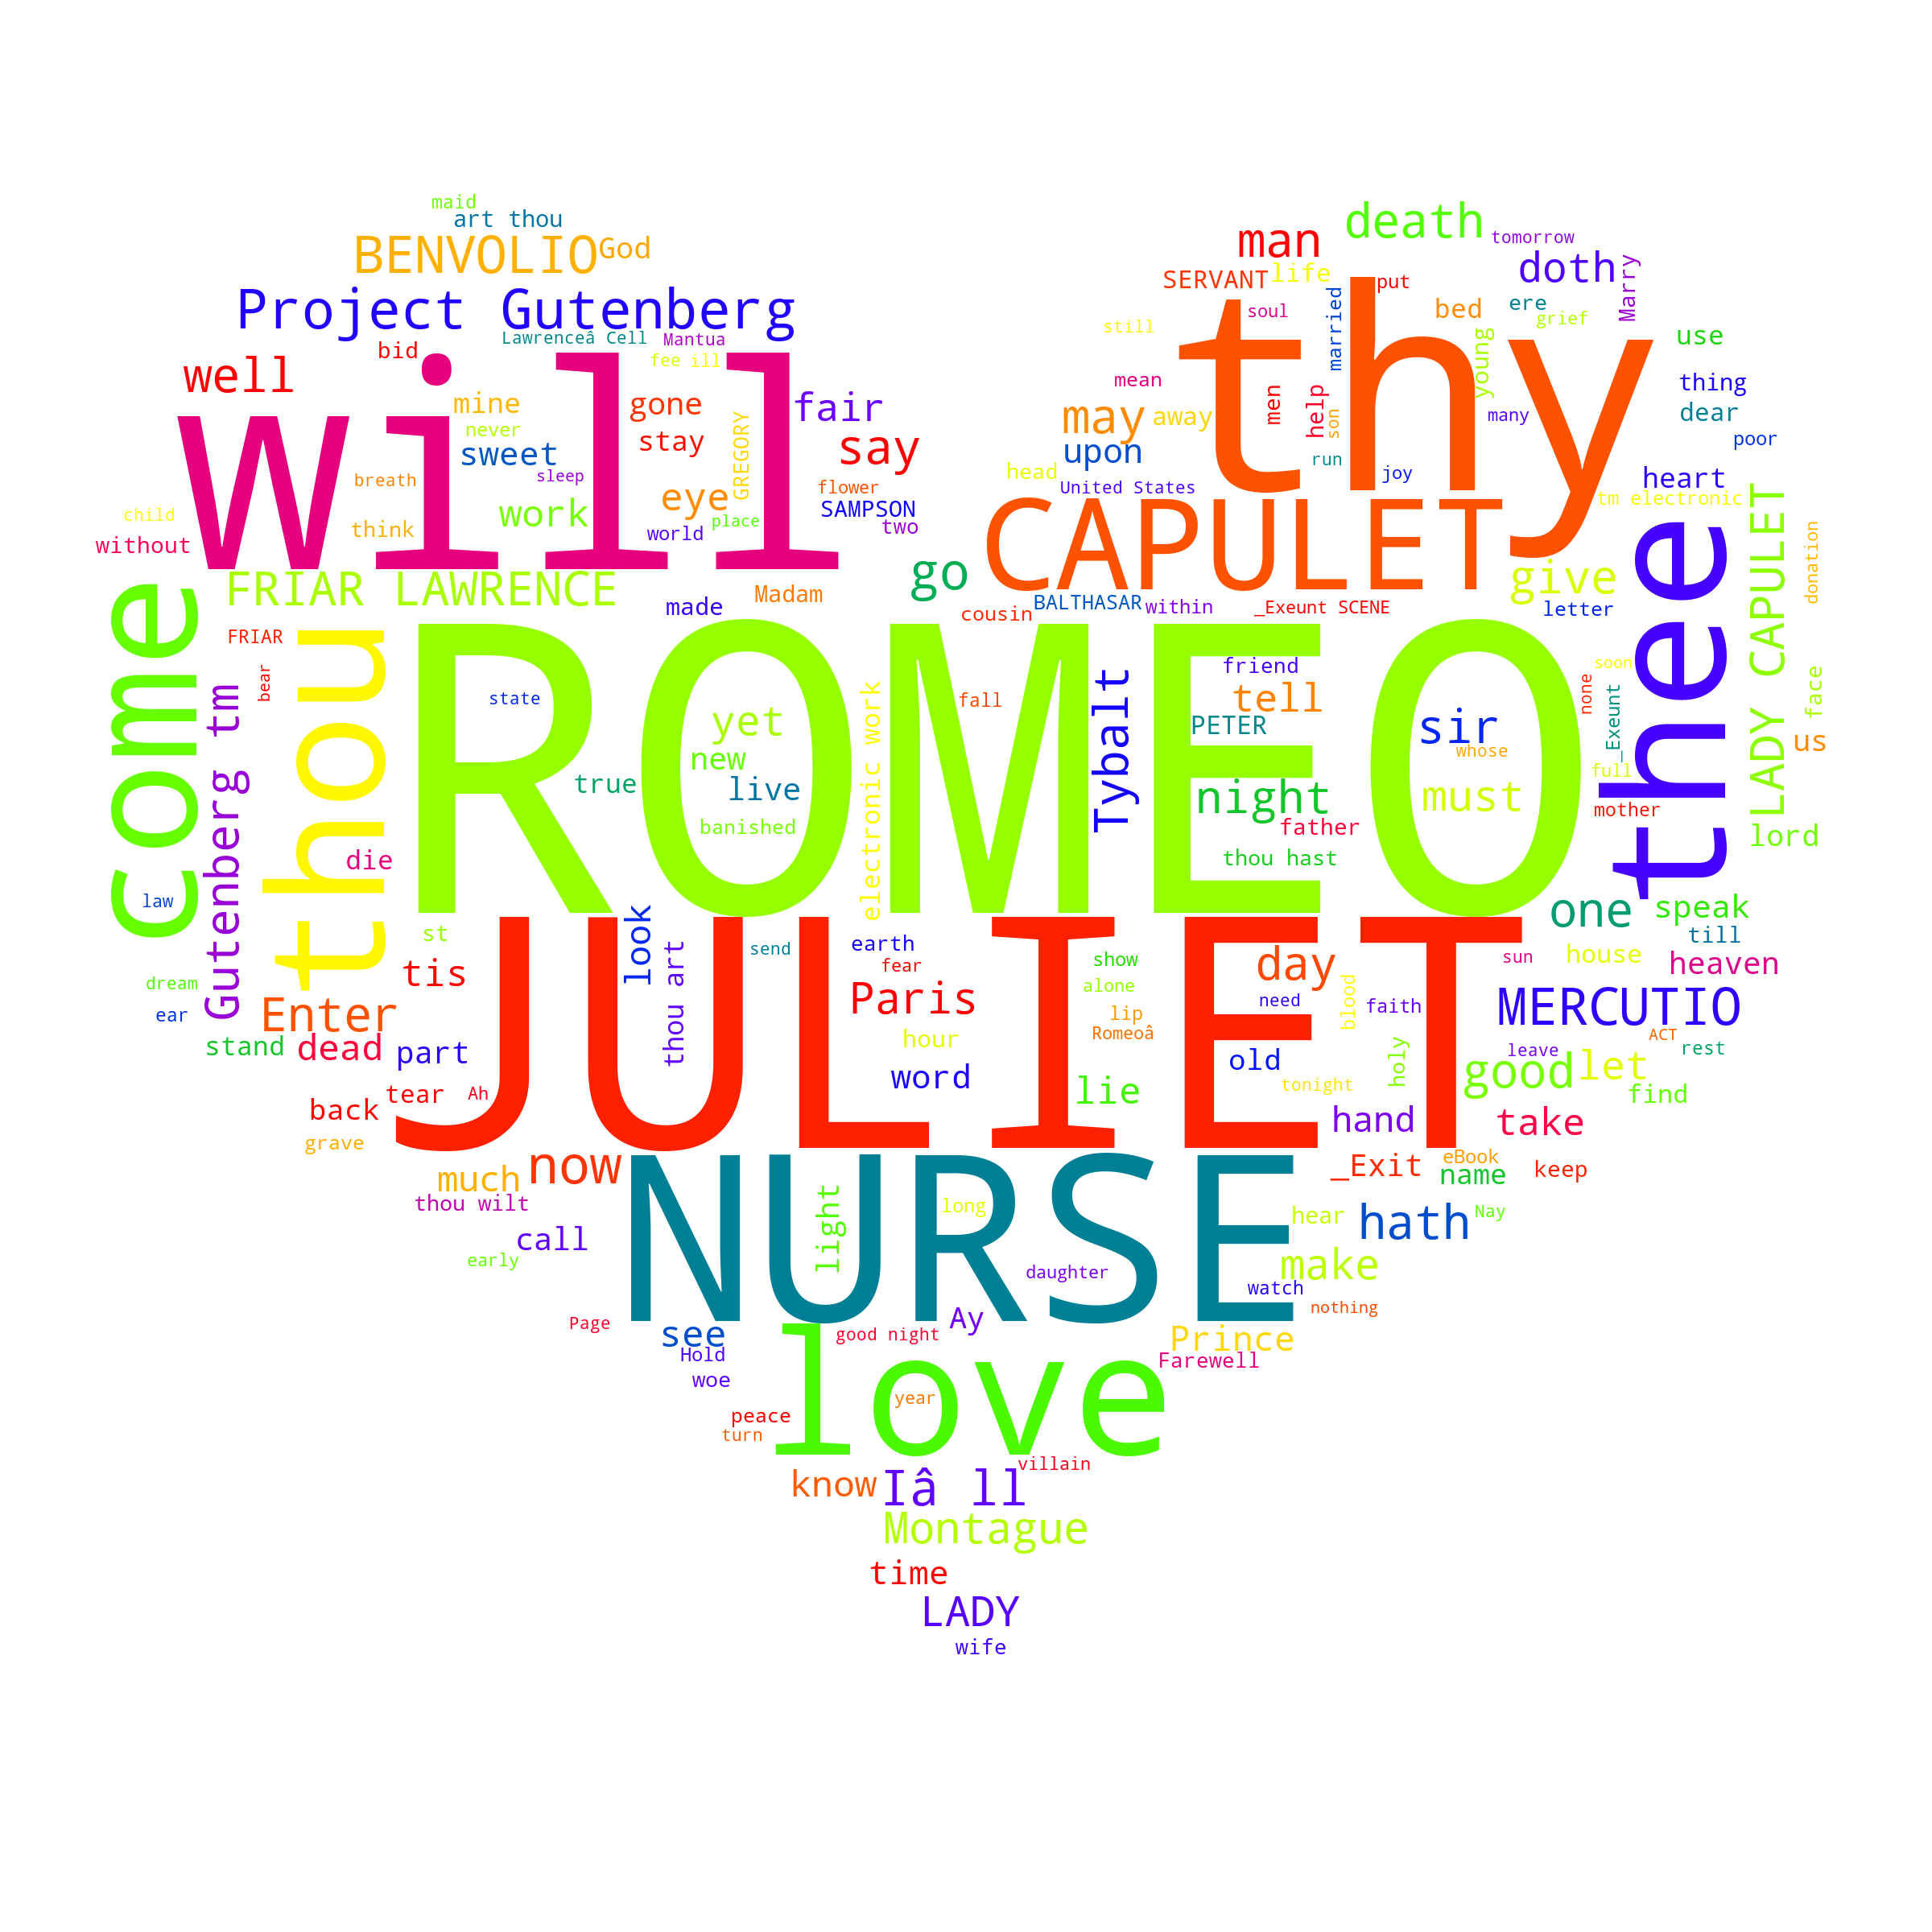 maid
art thou
BENVOLIO
God
Project Gutenberg
Lawrenceâ Cell
Mantua
bid
fee ill
well
will
mine
never
sweet
gone
stay
fair
say
GREGORY
breath
sleep
eye
flower
SAMPSON
two
work
think
world
place
child
without
man
death
tomorrow
SERVANT
life
put
doth
Marry
soul
married
bed
ere
grief
still
thy
young
use
mean
men
help
son
many
thing
dear
poor
may
away
upon
run
joy
head
heart
United States
tm electronic
CAPULET
go
give
thee
LADY CAPULET
donation
FRIAR LAWRENCE
made
Madam
cousin
BALTHASAR
within
_Exeunt SCENE
letter
come
FRIAR
bear
thou
Gutenberg tm
ROMEO
state
yet
new
true
live
banished
electronic work
fall
Tybalt
friend
tell
PETER
night
father
thou hast
sir
whose
must
none
soon
_Exeunt
full
mother
face
us
lord
die
law
st
look
tis
thou art
send
JULIET
earth
fear
Paris
hour
word
show
alone
lip
Romeoâ
lie
day
need
old
tonight
blood
faith
holy
sun
one
speak
till
house
heaven
MERCUTIO
ACT
leave
rest
good
let
find
dream
ear
Enter
stand
dead
part
tear
Ah
back
grave
hand
take
now
much
thou wilt
call
early
NURSE
light
long
daughter
_Exit
eBook
name
keep
hear
hath
Nay
make
watch
nothing
Page
see
Hold
woe
good night
Ay
Prince
Farewell
love
year
peace
turn
villain
know
Iâ ll
Montague
time
LADY
wife